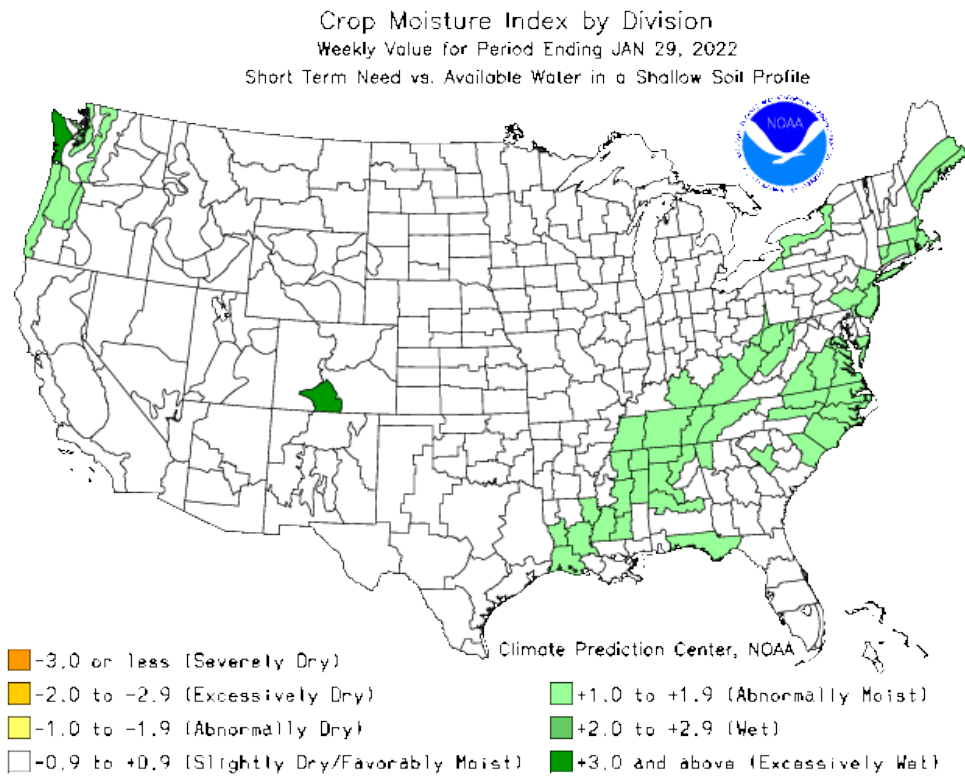 Crop Moisture Index by Division
Weekly Value for Period Ending JAN 29, 2022
Short Term Need vs. Available Water in a Shallow Soil Profile
NOAA
Climate Prediction Center, NOAA
-3.0 or less (Severely Dry)
-2.0 to -2.9 (Excessively Dry)
-1.0 to -1.9 (Abnormally Dry)
-0.9 to +0.9 (Slightly Dry/Favorably Moist)
+1.0 to +1.9 (Abnormally Moist)
+2.0 to +2.9 (Wet)
+3.0 and above (Excessively Wet)